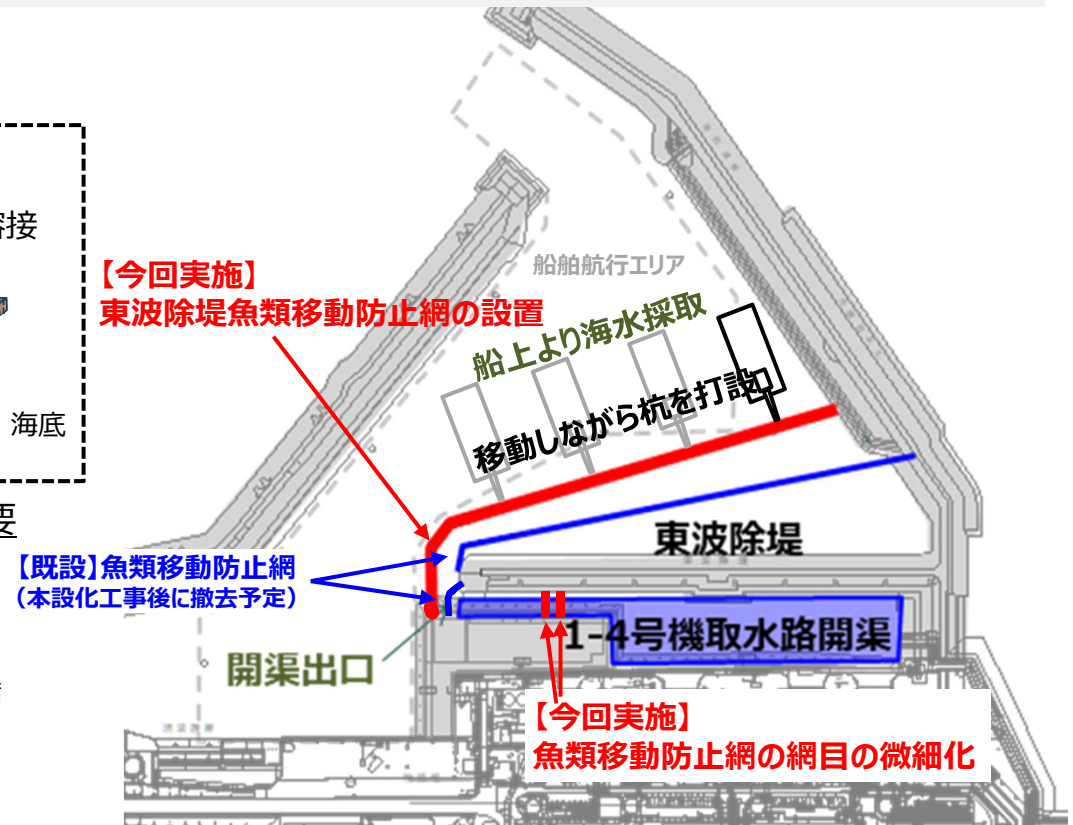 溶接
【今回実施】
東波除堤魚類移動防止網の設置
船舶航行エリア
船上より海水採取
移動しながら杭を打設
海底
要
【既設】魚類移動防止網
（本設化工事後に撤去予定）
東波除堤
1-4号機取水路開渠
開渠出口
【今回実施】
魚類移動防止網の網目の微細化